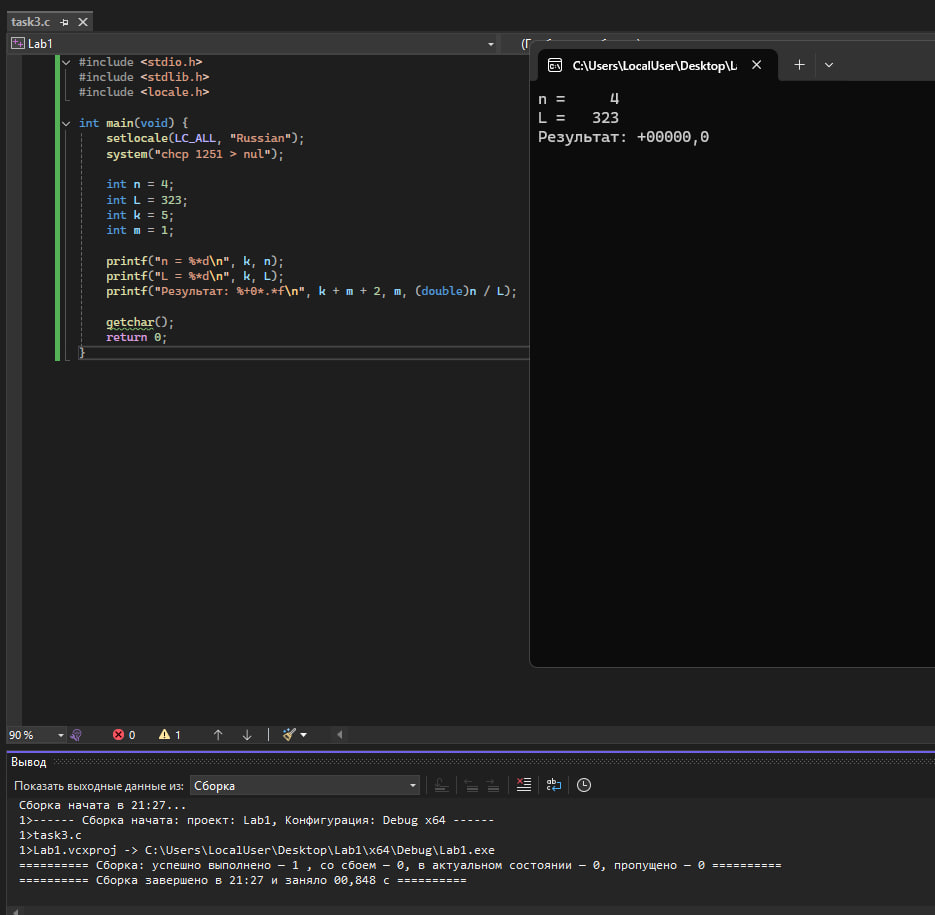 task3.c
Lab1
#include <stdio.h>
#include <stdlib.h>
#include <locale.h>
int main(void) {
setlocale(LC_ALL, "Russian");
system("chcp 1251 > nul");
int n = 4;
int L = 323;
int k = 5;
int m = 1;
printf("n = %*d\n", k, n);
printf("L = %*d\n", k, L);
printf("Результат: %+0*.*f\n", k + m + 2, m, (double)n / L);
getchar();
return 0;
}
C:\Users\LocalUser\Desktop\L
n =     4
L =   323
Результат: +00000,0
90 %
0
1
Вывод
Показать выходные данные из: Сборка
Сборка начата в 21:27...
1>------ Сборка начата: проект: Lab1, Конфигурация: Debug x64 ------
1>task3.c
1>Lab1.vcxproj -> C:\Users\LocalUser\Desktop\Lab1\x64\Debug\Lab1.exe
========== Сборка: успешно выполнено — 1 , со сбоем — 0, в актуальном состоянии — 0, пропущено — 0 ==========
========== Сборка завершено в 21:27 и заняло 00,848 с ==========